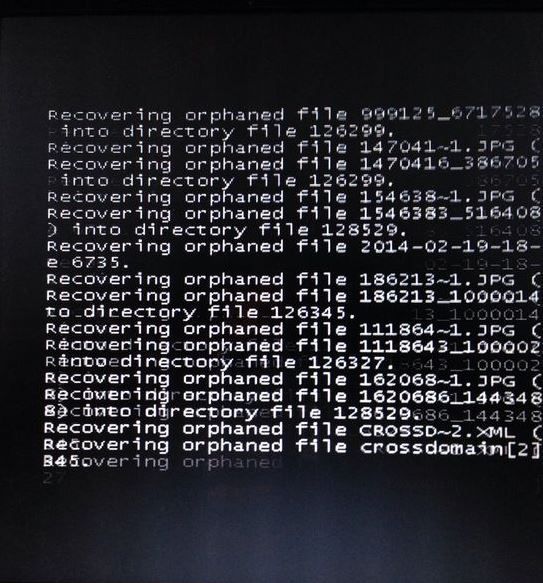 Recovering orphaned file 999125_6717528
into directory file 126299.
Recovering orphaned file 147041~1.JPG (
Recovering orphaned file 1470416_386705
into directory file 126299.
Recovering orphaned file 154638~1.JPG (
Recovering orphaned file 1546383_516408
) into directory file 128529.
Recovering orphaned file 2014-02-19-18-
e 6735.
Recovering orphaned file 186213~1.JPG (
Recovering orphaned file 186213_1000014
to directory file 126345.
Recovering orphaned file 111864~1.JPG (
Recovering orphaned file 1118643_100002
into directory file 126327.
Recovering orphaned file 162068~1.JPG (
Recovering orphaned file 1620686_144348
8) into directory file 128529.
Recovering orphaned file CROSSD~2.XML (
Recovering orphaned file crossdomain[2]
345.
Recovering orphaned
27